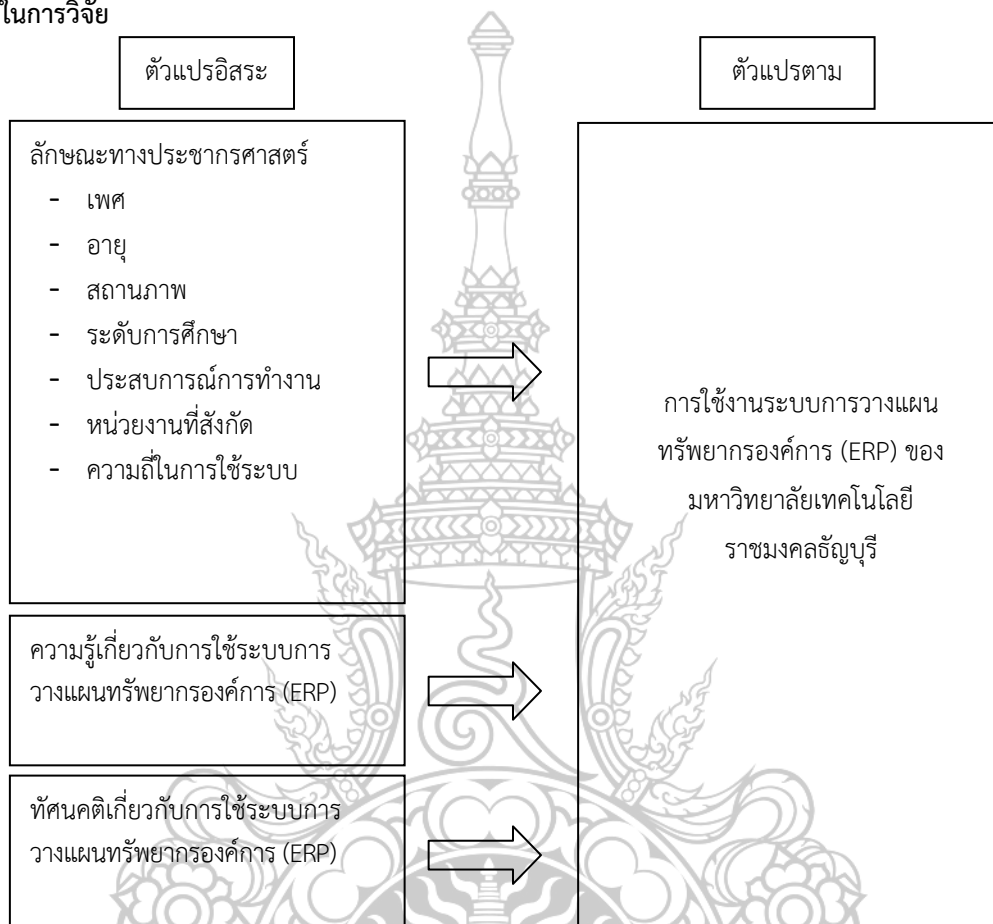 ในการวิจัย
ตัวแปรอิสระ
ตัวแปรตาม
ลักษณะทางประชากรศาสตร์
- เพศ
- อายุ
- สถานภาพ
- ระดับการศึกษา
- ประสบการณ์การทำงาน
- หน่วยงานที่สังกัด
- ความถี่ในการใช้ระบบ
ความรู้เกี่ยวกับการใช้ระบบการ
วางแผนทรัพยากรองค์การ (ERP)
ทัศนคติเกี่ยวกับการใช้ระบบการ
วางแผนทรัพยากรองค์การ (ERP)
การใช้งานระบบการวางแผน
ทรัพยากรองค์การ (ERP) ของ
มหาวิทยาลัยเทคโนโลยี
ราชมงคลธัญบุรี